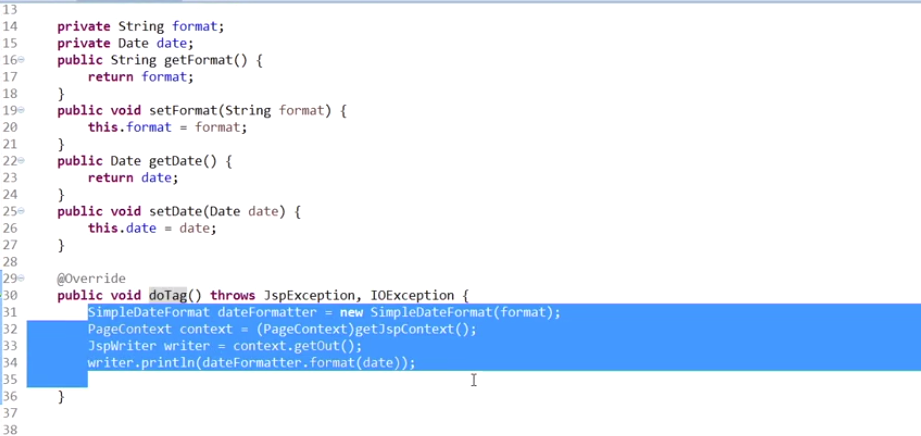 13
14 private String format;
15 private Date date;
16 public String getFormat() {
17 return format;
18 }
19 public void setFormat(String format) {
20 this.format = format;
21 }
22 public Date getDate() {
23 return date;
24 }
25 public void setDate(Date date) {
26 this.date = date;
27 }
28
29 @Override
30 public void doTag() throws JspException, IOException {
31 SimpleDateFormat dateFormatter = new SimpleDateFormat(format);
32 PageContext context = (PageContext)getJspContext();
33 JspWriter writer = context.getOut();
34 writer.println(dateFormatter.format(date));
35
36 }
37
38